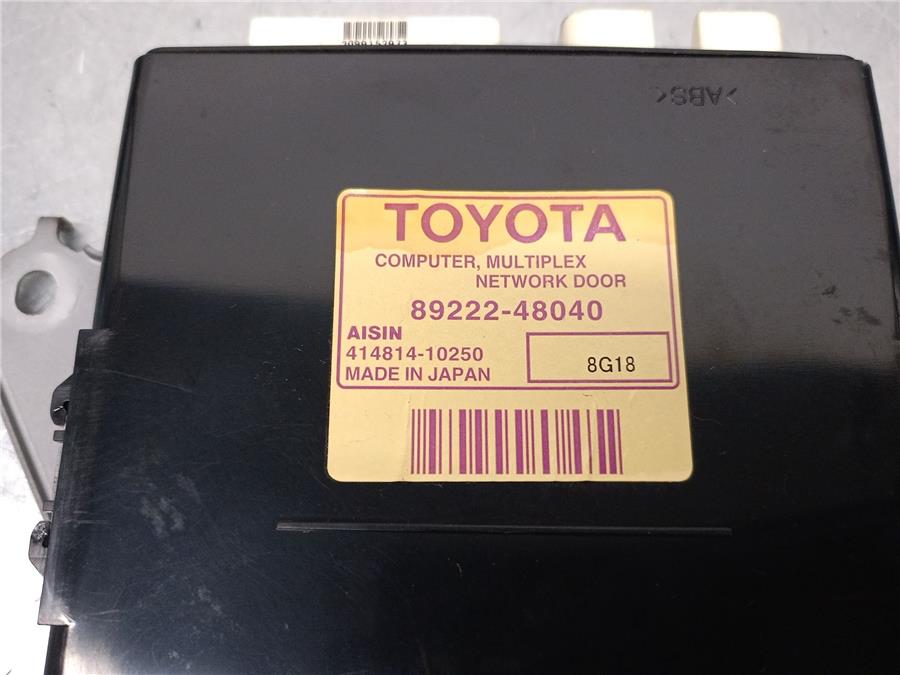 >ABS<
TOYOTA
COMPUTER, MULTIPLEX
NETWORK DOOR
89222-48040
AISIN
414814-10250
MADE IN JAPAN
8G18